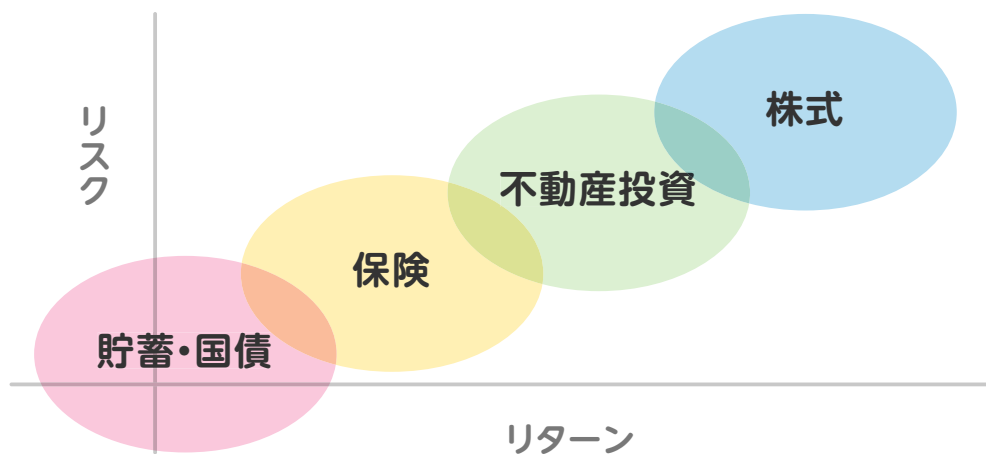 株式
リスク
不動産投資
保険
貯蓄・国債
リターン